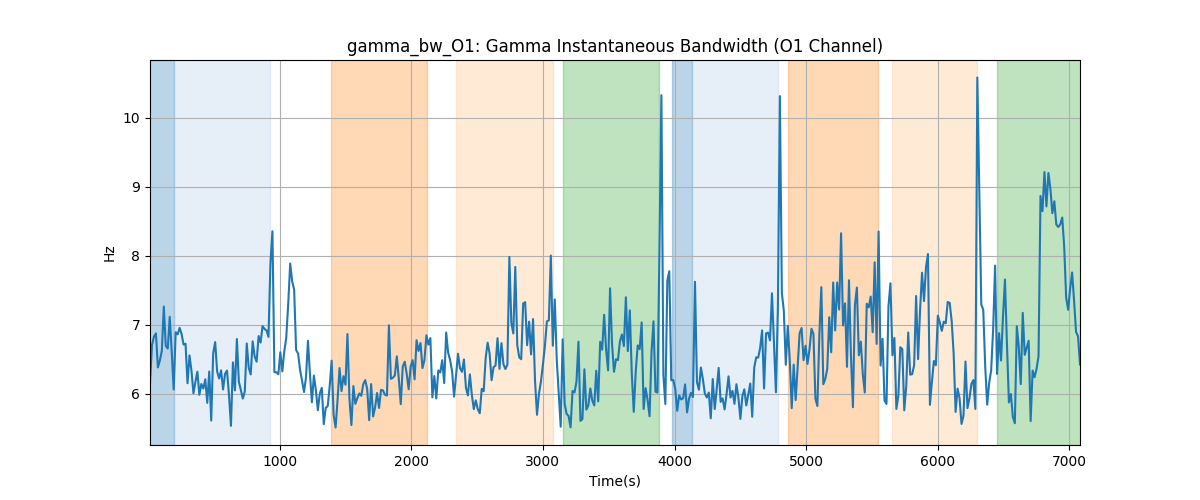 gamma_bw_O1: Gamma Instantaneous Bandwidth (O1 Channel)
10
9
8
7
6
Hz
1000 2000 3000 4000 5000 6000 7000
Time(s)